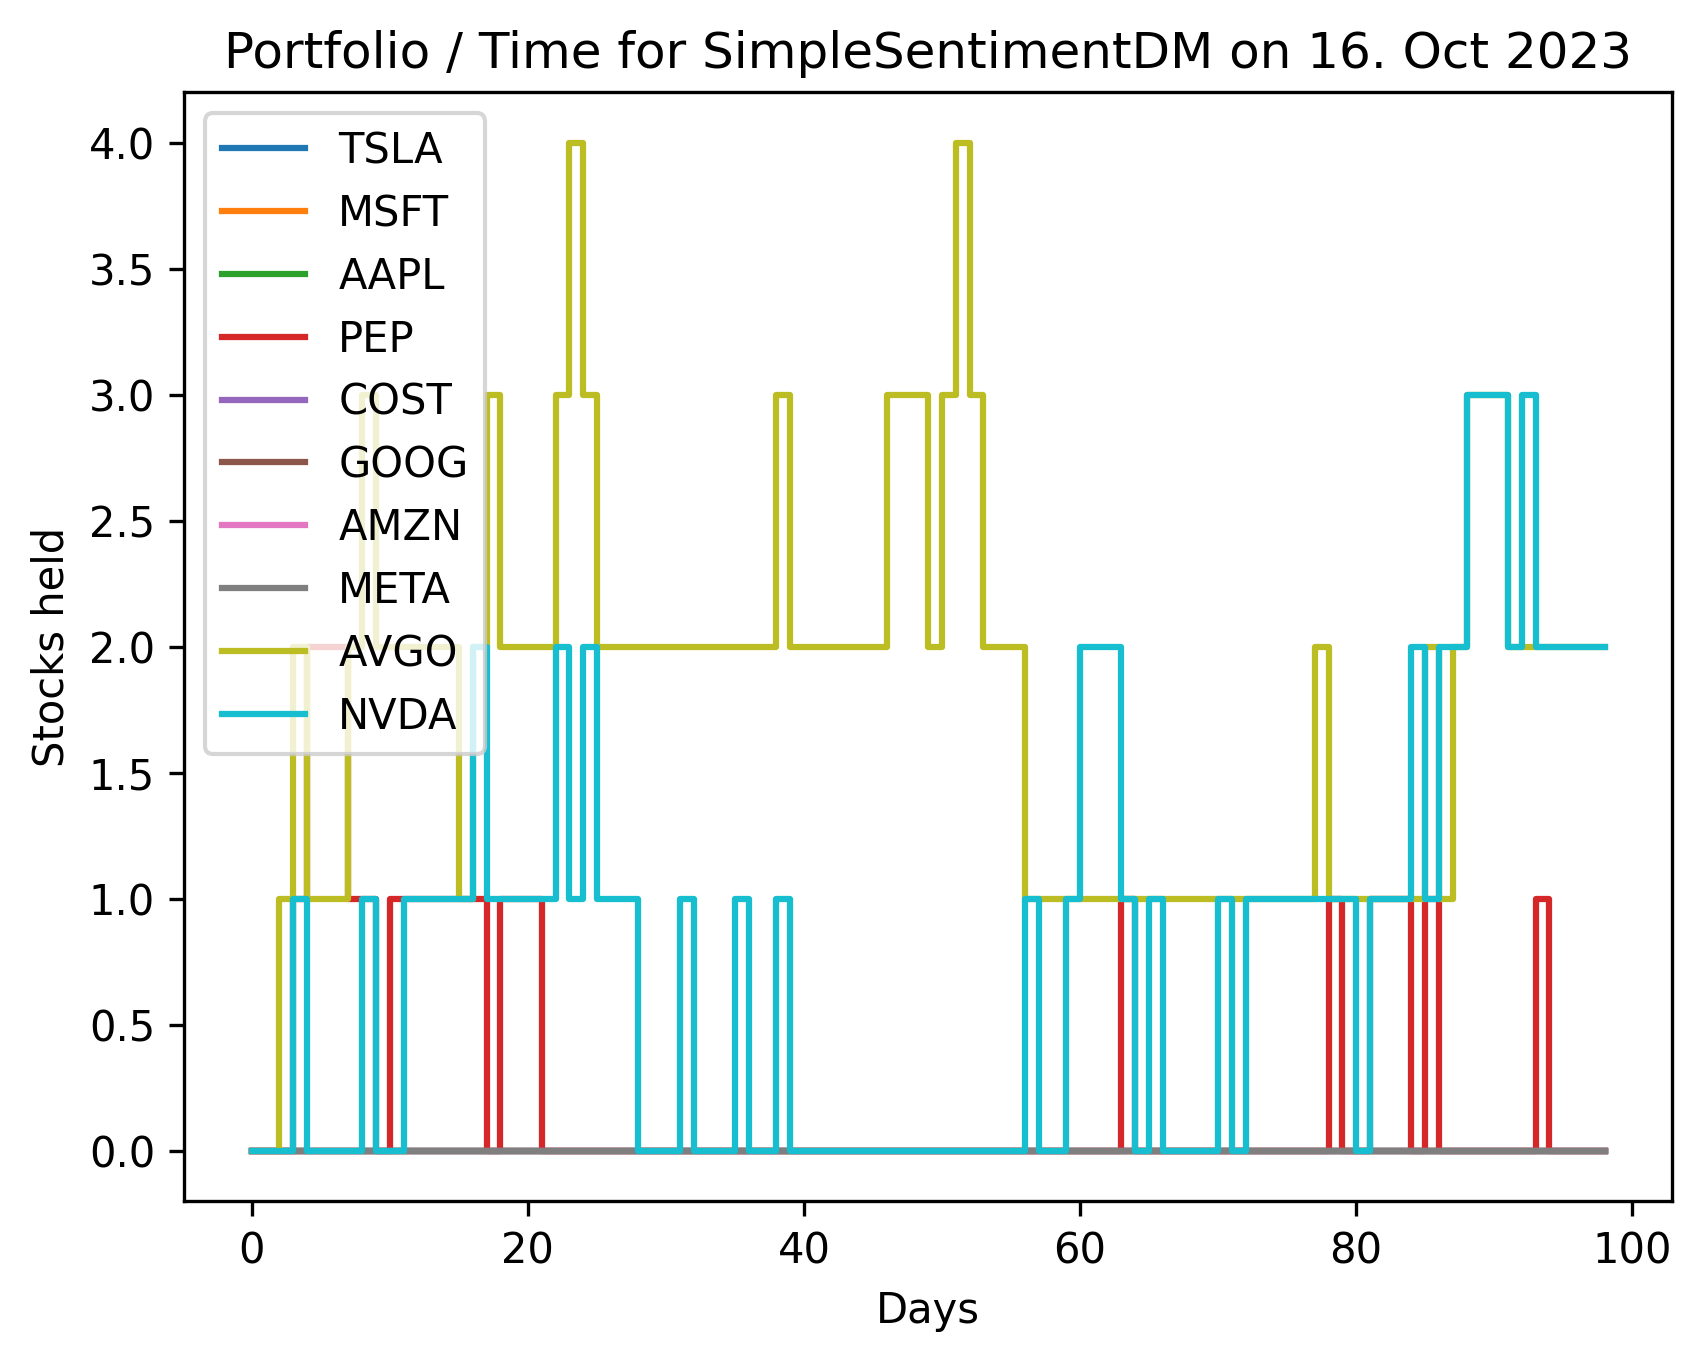 Portfolio / Time for SimpleSentimentDM on 16. Oct 2023
4.0
3.5
3.0
2.5
2.0
1.5
1.0
0.5
0.0
Stocks held
TSLA
MSFT
AAPL
PEP
COST
GOOG
AMZN
META
AVGO
NVDA
0 20 40 60 80 100
Days